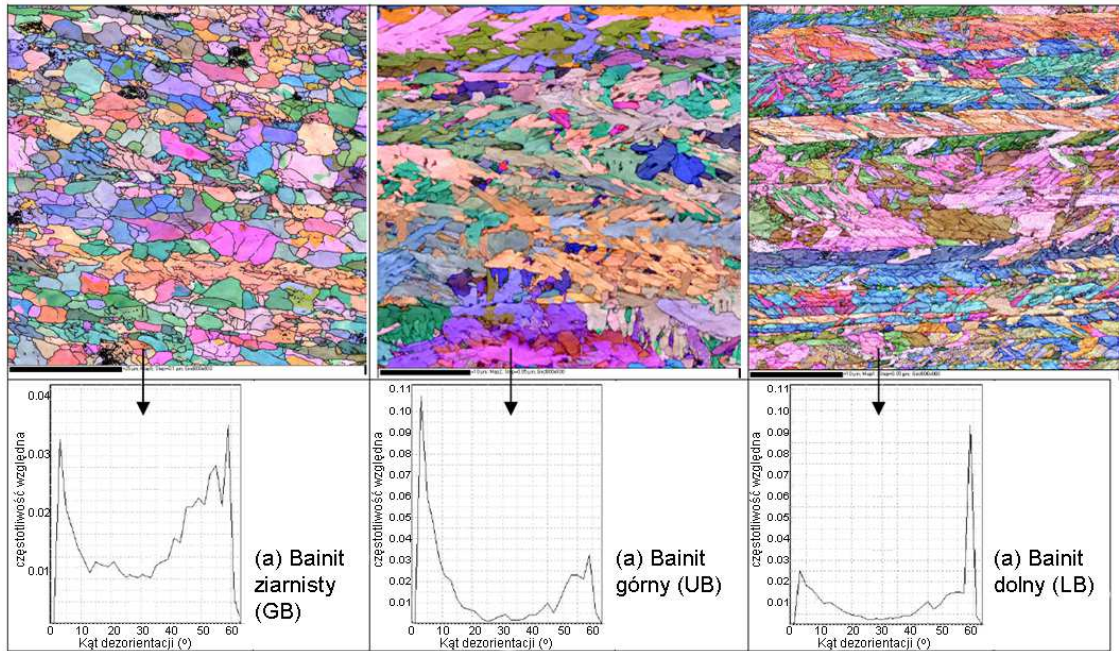 0.04
0.03
0.02
0.01
częstotliwość względna
0 10 20 30 40 50 60
Kąt dezorientacji (º)
(a) Bainit
ziarnisty
(GB)
0.11
0.10
0.09
0.08
0.07
0.06
0.05
0.04
0.03
0.02
0.01
częstotliwość względna
0 10 20 30 40 50 60
Kąt dezorientacji (º)
(a) Bainit
górny (UB)
0.11
0.10
0.09
0.08
0.07
0.06
0.05
0.04
0.03
0.02
0.01
częstotliwość względna
0 10 20 30 40 50 60
Kąt dezorientacji (º)
(a) Bainit
dolny (LB)